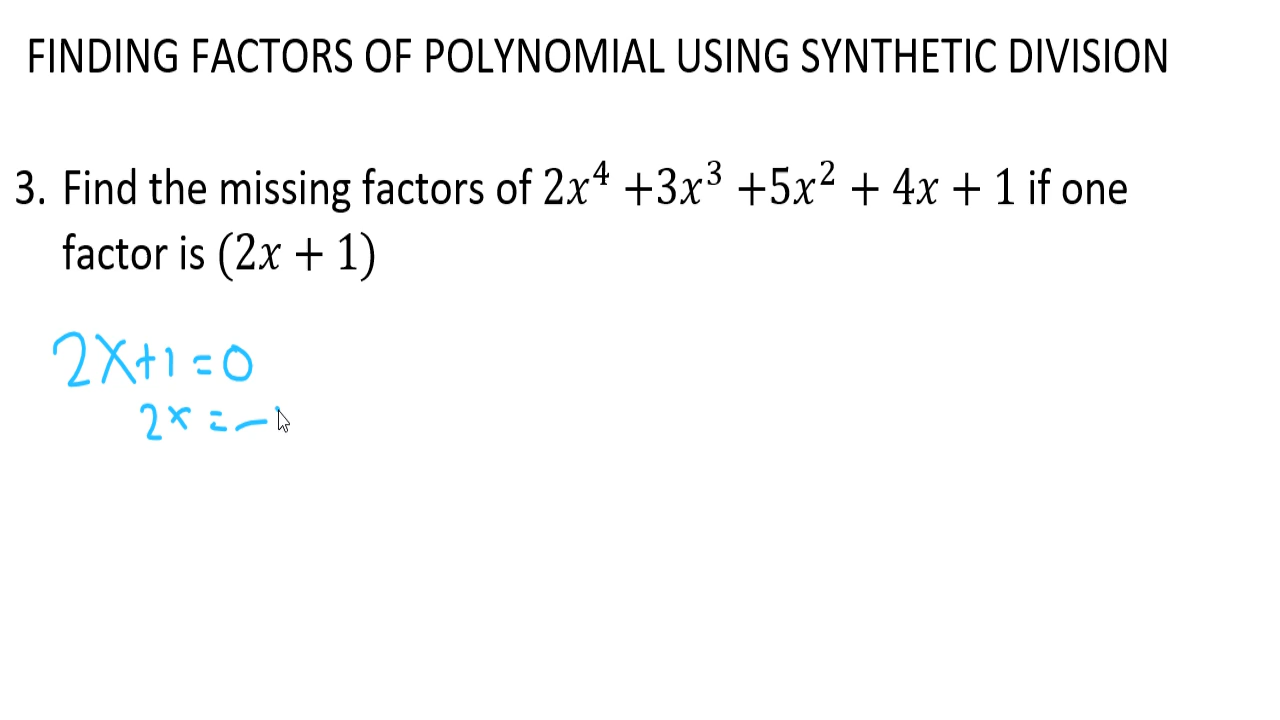 FINDING FACTORS OF POLYNOMIAL USING SYNTHETIC DIVISION
3. Find the missing factors of 2x⁴ +3x³ +5x² + 4x + 1 if one
factor is (2x + 1)
2x+1=0
2x = −